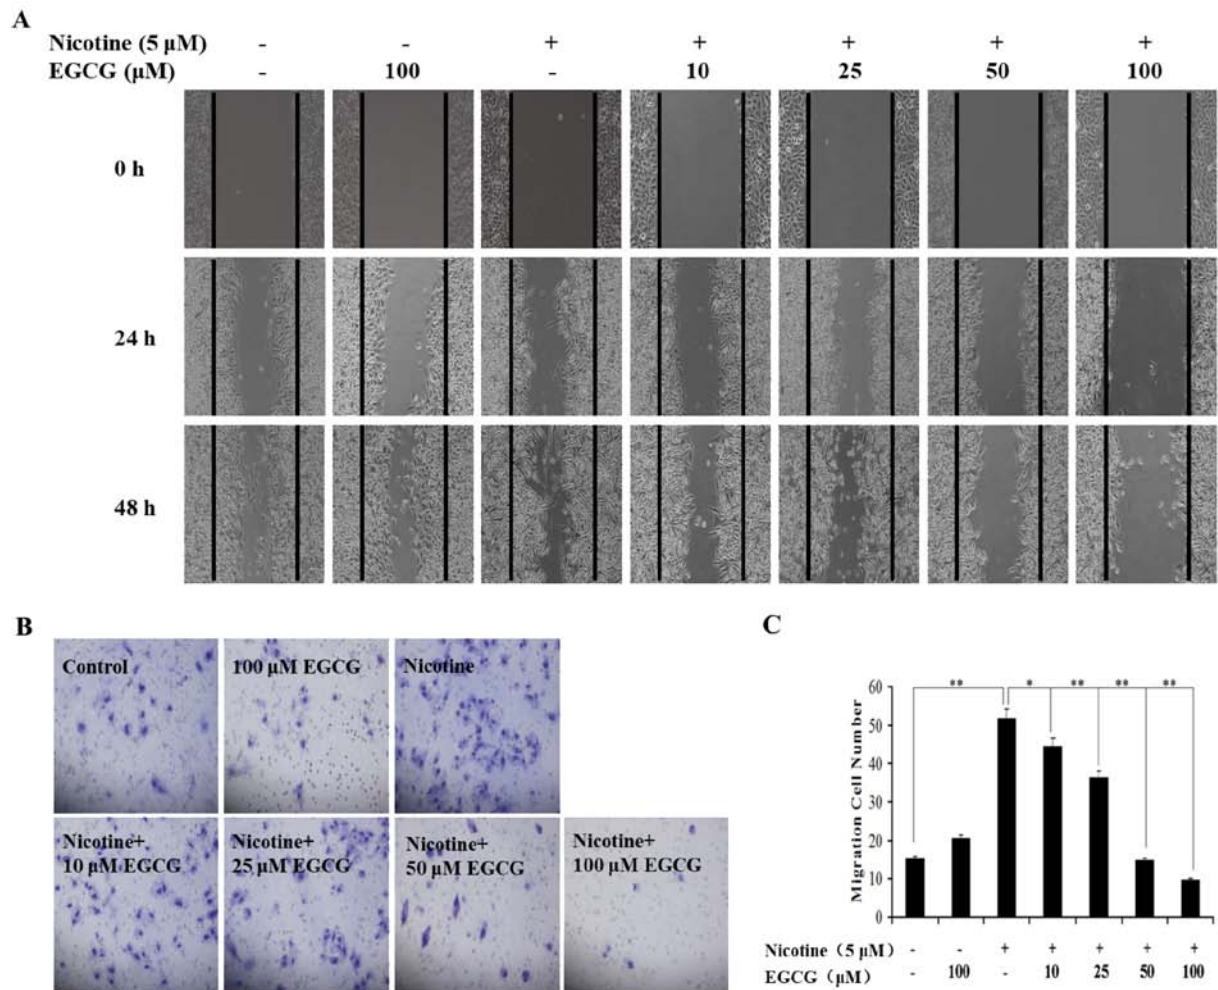 A
Nicotine (5 µM) - - + + + + +
EGCG (µM) - 100 - 10 25 50 100
0 h
24 h
48 h
B
Control
100 µM EGCG
Nicotine
Nicotine+
10 µM EGCG
Nicotine+
25 µM EGCG
Nicotine+
50 µM EGCG
Nicotine+
100 µM EGCG
C
** * ** ** **
Migration Cell Number
60
50
40
30
20
10
0
Nicotine（5 µM） - - + + + + +
EGCG （µM） - 100 - 10 25 50 100